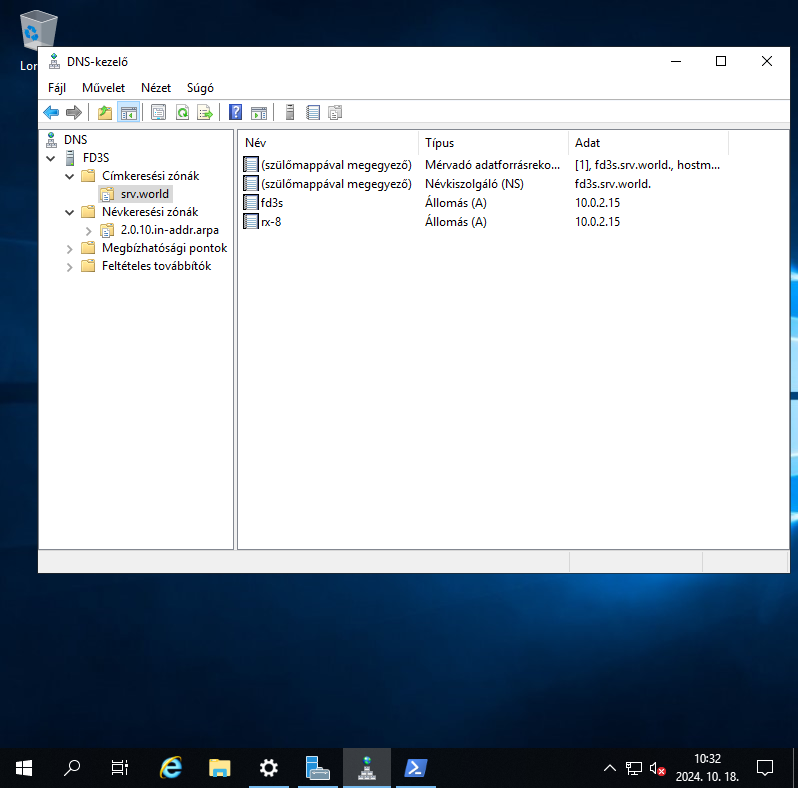 Lor
DNS-kezelő
Fájl Művelet Nézet Súgó
DNS
FD3S
Címkeresési zónák
srv.world
Névkeresési zónák
2.0.10.in-addr.arpa
Megbízhatósági pontok
Feltételes továbbítók
Név Típus Adat
(szülőmappával megegyező) Mérvadó adatforrásreko... [1], fd3s.srv.world., hostm...
(szülőmappával megegyező) Névkiszolgáló (NS) fd3s.srv.world.
fd3s Állomás (A) 10.0.2.15
rx-8 Állomás (A) 10.0.2.15
10:32
2024. 10. 18.